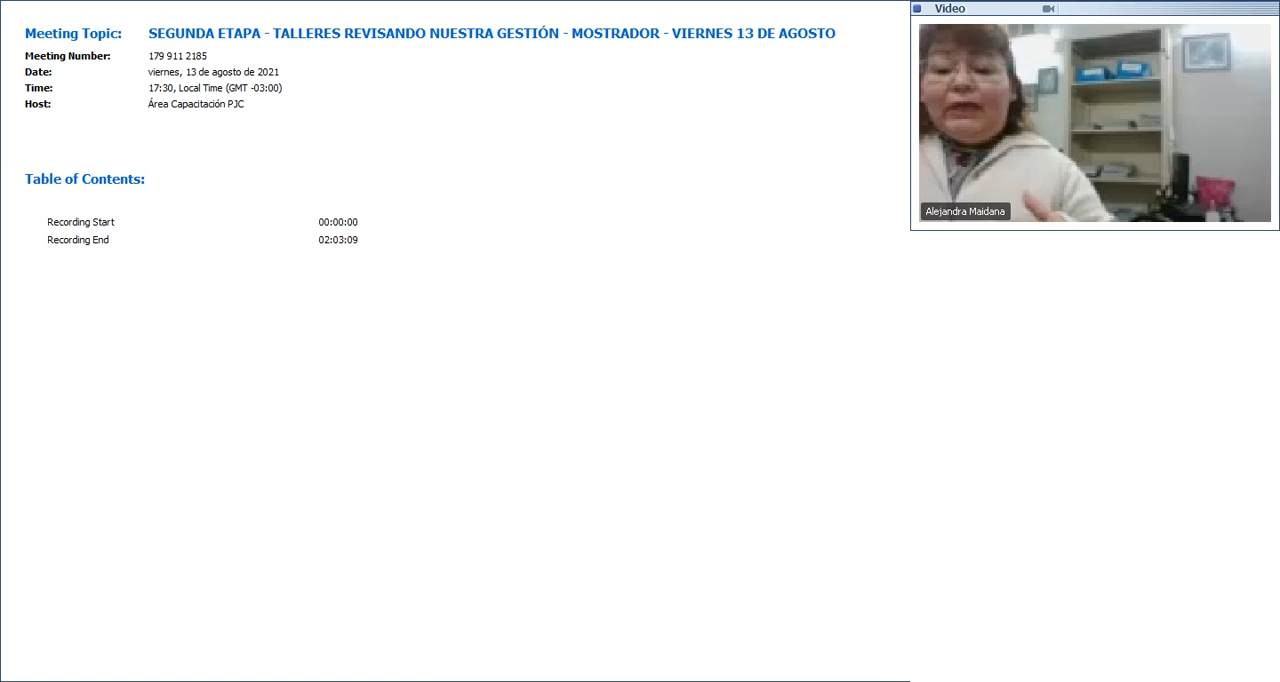 Meeting Topic: SEGUNDA ETAPA - TALLERES REVISANDO NUESTRA GESTIÓN - MOSTRADOR - VIERNES 13 DE AGOSTO
Meeting Number: 179 911 2185
Date: viernes, 13 de agosto de 2021
Time: 17:30, Local Time (GMT -03:00)
Host: Área Capacitación PJC
Table of Contents:
Recording Start 00:00:00
Recording End 02:03:09
Video
Alejandra Maidana